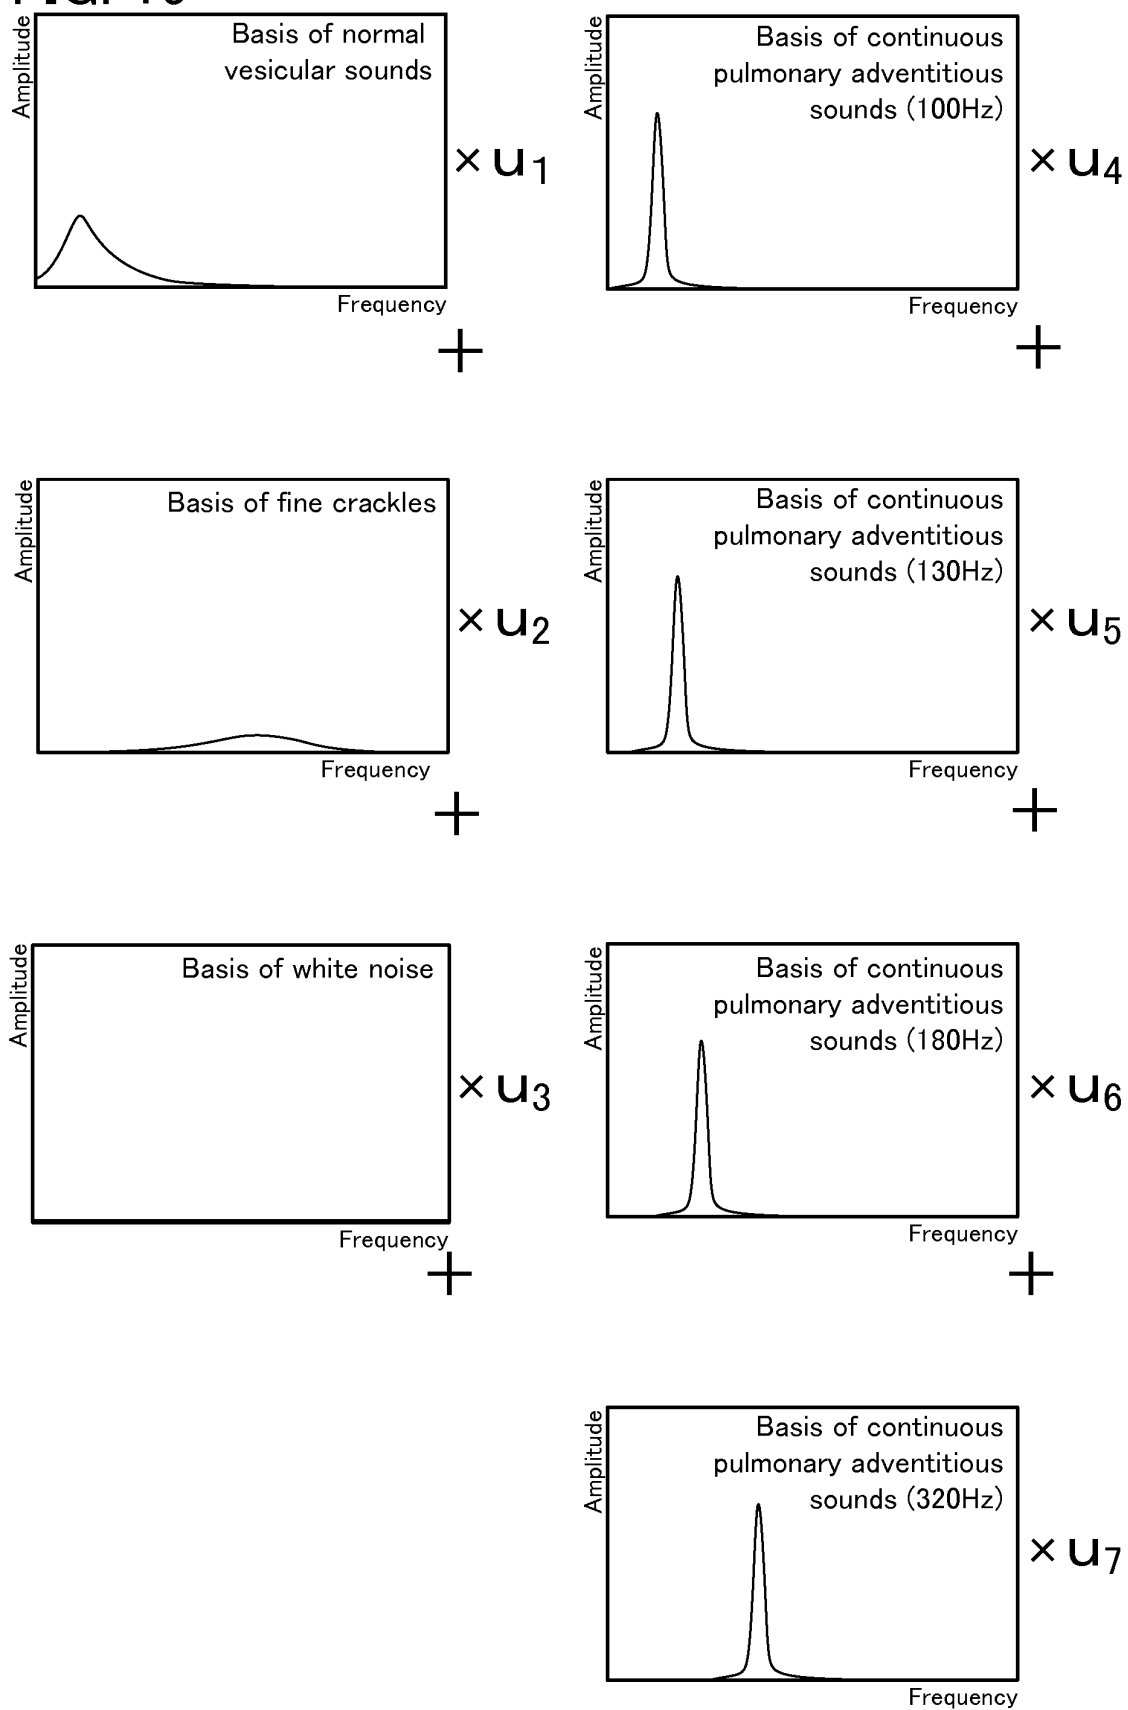 Amplitude
Basis of normal
vesicular sounds
× u1
Frequency
+
Amplitude
Basis of fine crackles
× u2
Frequency
+
Amplitude
Basis of white noise
× u3
Frequency
+
Amplitude
Basis of continuous
pulmonary adventitious
sounds (100Hz)
× u4
Frequency
+
Amplitude
Basis of continuous
pulmonary adventitious
sounds (130Hz)
× u5
Frequency
+
Amplitude
Basis of continuous
pulmonary adventitious
sounds (180Hz)
× u6
Frequency
+
Amplitude
Basis of continuous
pulmonary adventitious
sounds (320Hz)
× u7
Frequency